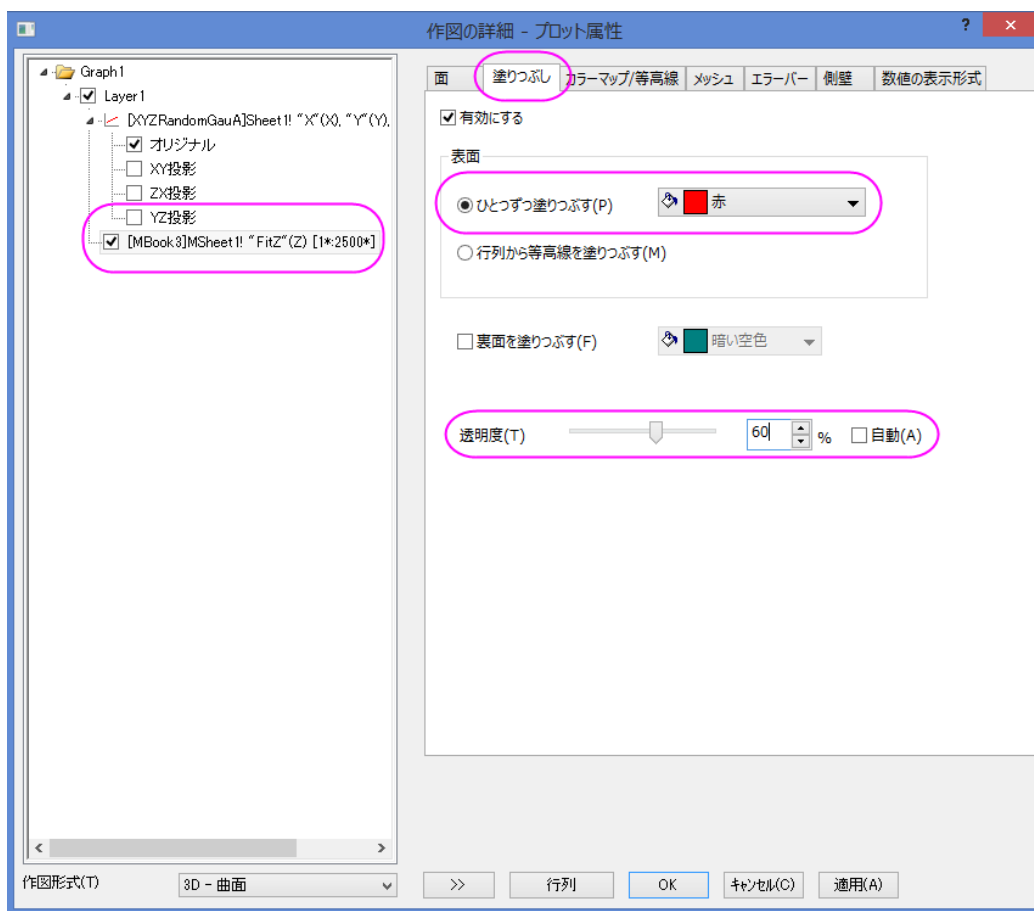 作図の詳細 - プロット属性
?
Graph1
Layer1
[XYZRandomGauA]Sheet1! "X"(X), "Y"(Y),
オリジナル
XY投影
ZX投影
YZ投影
[MBook3]MSheet1! "FitZ"(Z) [1*:2500*]
作図形式(T) 3D - 曲面
面 塗りつぶし カラーマップ/等高線 メッシュ エラーバー 側壁 数値の表示形式
有効にする
表面
ひとつずつ塗りつぶす(P) 赤
行列から等高線を塗りつぶす(M)
裏面を塗りつぶす(F) 暗い空色
透明度(T) 60 % 自動(A)
>> 行列 OK キャンセル(C) 適用(A)